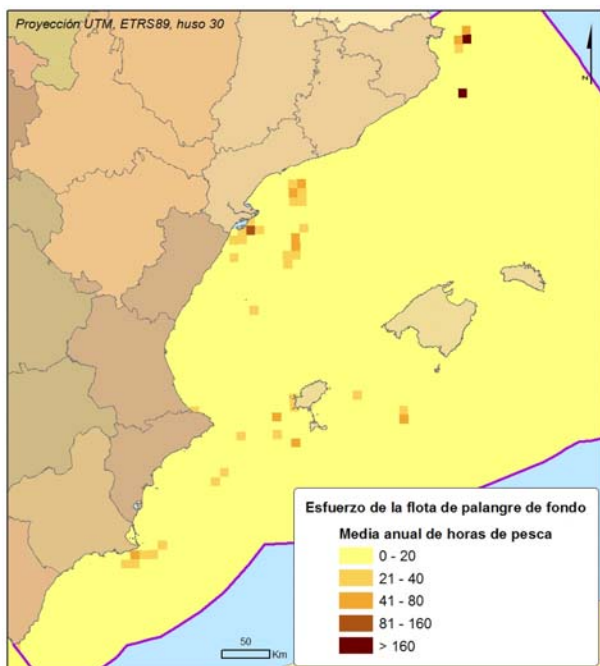 Proyección UTM, ETRS89, huso 30
N
Esfuerzo de la flota de palangre de fondo
Media anual de horas de pesca
0 - 20
21 - 40
41 - 80
81 - 160
> 160
50
Km